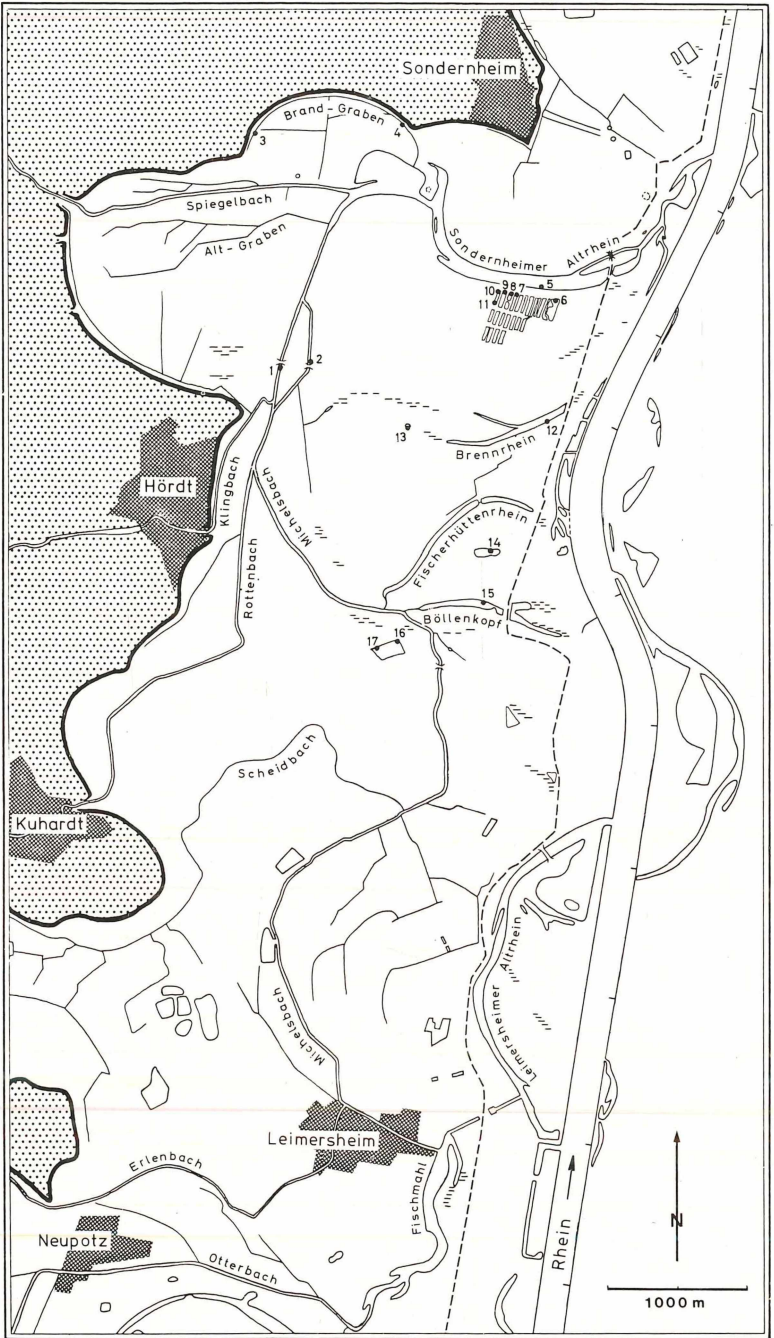 Sondernheim
Brand-Graben
4
3
Spiegelbach
Alt-Graben
Sondernheimer Altrhein
5
10 9 8 7
6
11
2
1
12
13
Brennrhein
Hördt
Klingbach
Michelsbach
Fischerhüttenrhein
14
Rottenbach
15
Böllenkopf
17 16
Scheidbach
Kuhardt
Leimersheimer Altrhein
Michelsbach
Leimersheim
Erlenbach
Fischmahl
Neupotz
Otterbach
Rhein
N
1000 m